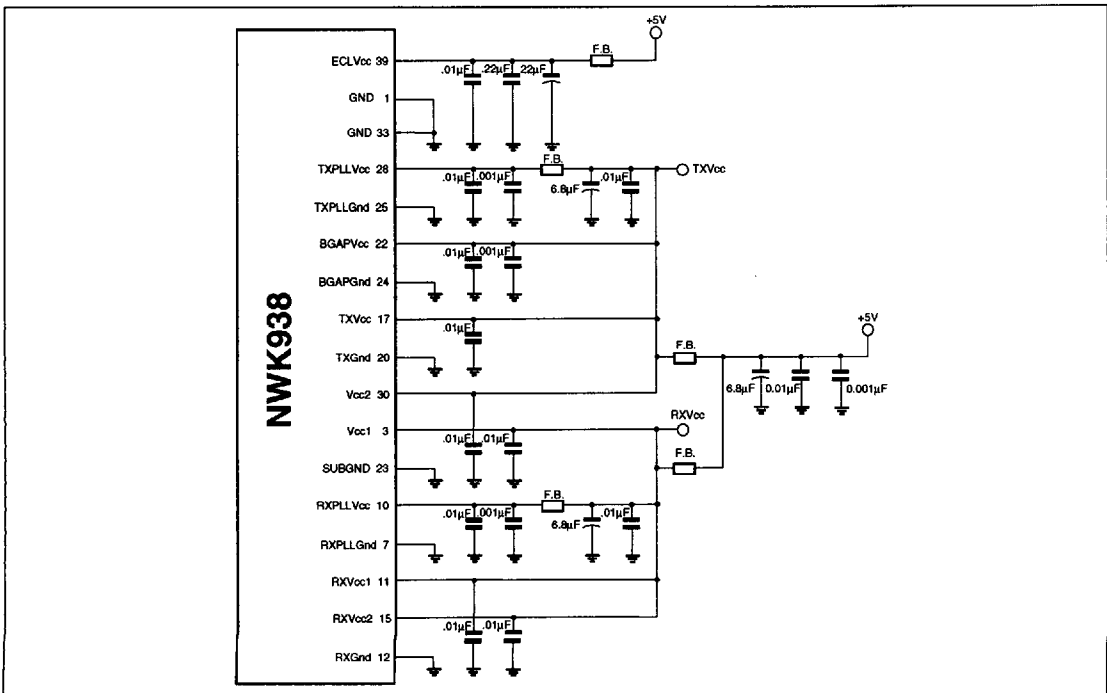 +5V
F.B.
ECLVcc 39
.01µF
.22µF
22µF
GND 1
GND 33
TXPLLVcc 28
F.B.
TXVcc
.01µF
.001µF
6.8µF
.01µF
TXPLLGnd 25
BGAPVcc 22
.01µF
.001µF
BGAPGnd 24
NWK938
TXVcc 17
.01µF
+5V
TXGnd 20
F.B.
6.8µF
0.01µF
0.001µF
Vcc2 30
RXVcc
Vcc1 3
.01µF
.01µF
F.B.
SUBGND 23
RXPLLVcc 10
F.B.
.01µF
.001µF
6.8µF
.01µF
RXPLLGnd 7
RXVcc1 11
RXVcc2 15
.01µF
.01µF
RXGnd 12